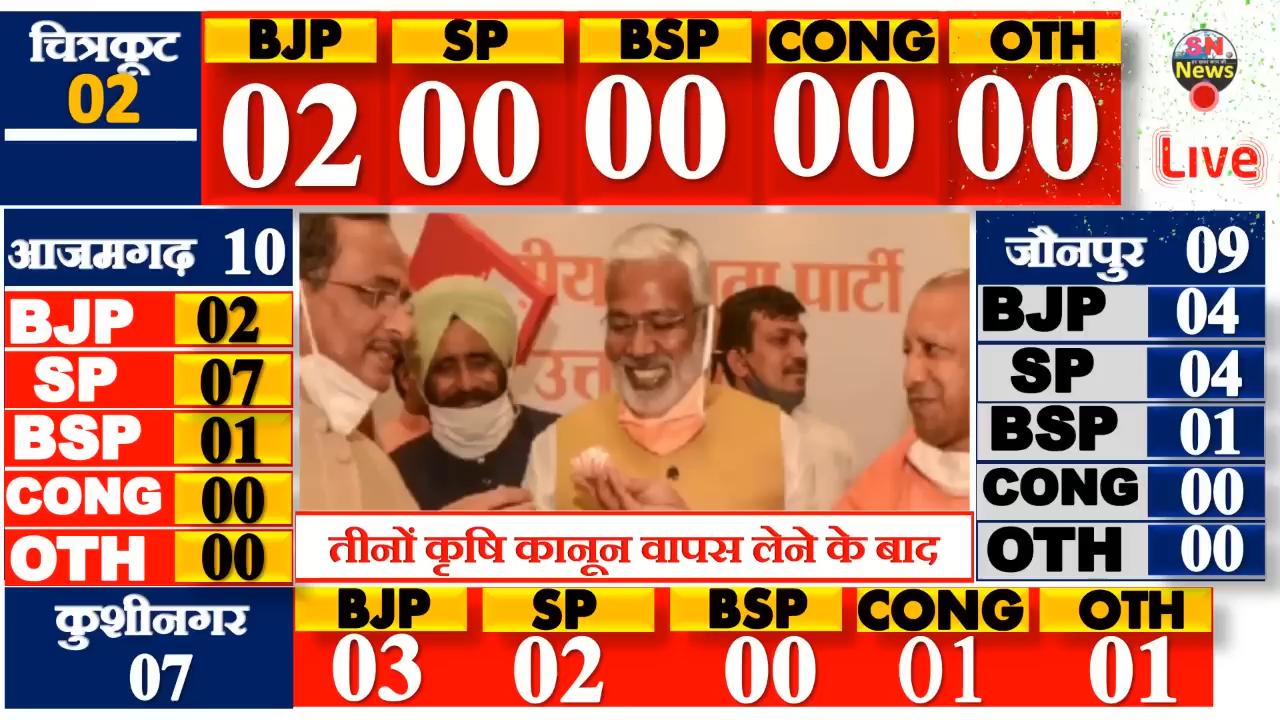 चित्रकूट
02
BJP SP BSP CONG OTH
02 00 00 00 00
SN
News
Live
आजमगढ़ 10
BJP 02
SP 07
BSP 01
CONG 00
OTH 00
पार्टी
उत्त
जौनपुर 09
BJP 04
SP 04
BSP 01
CONG 00
OTH 00
तीनों कृषि कानून वापस लेने के बाद
कुशीनगर
07
BJP SP BSP CONG OTH
03 02 00 01 01